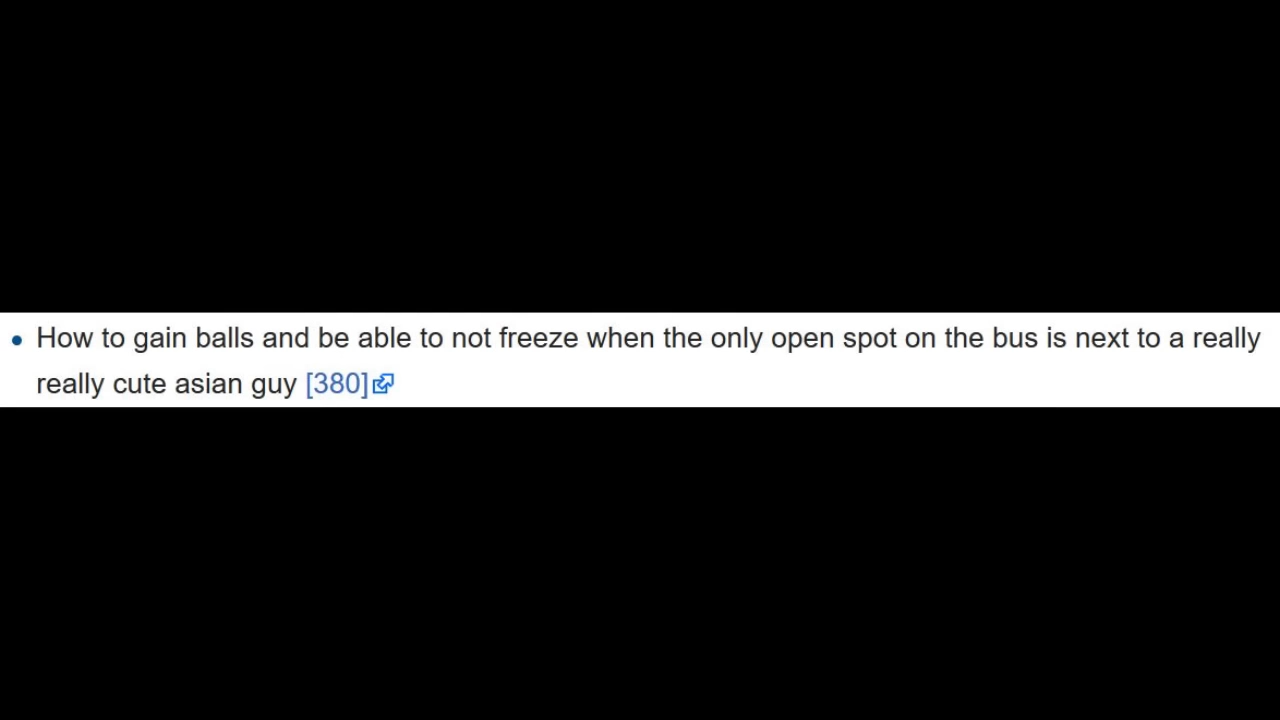 How to gain balls and be able to not freeze when the only open spot on the bus is next to a really
really cute asian guy [380]